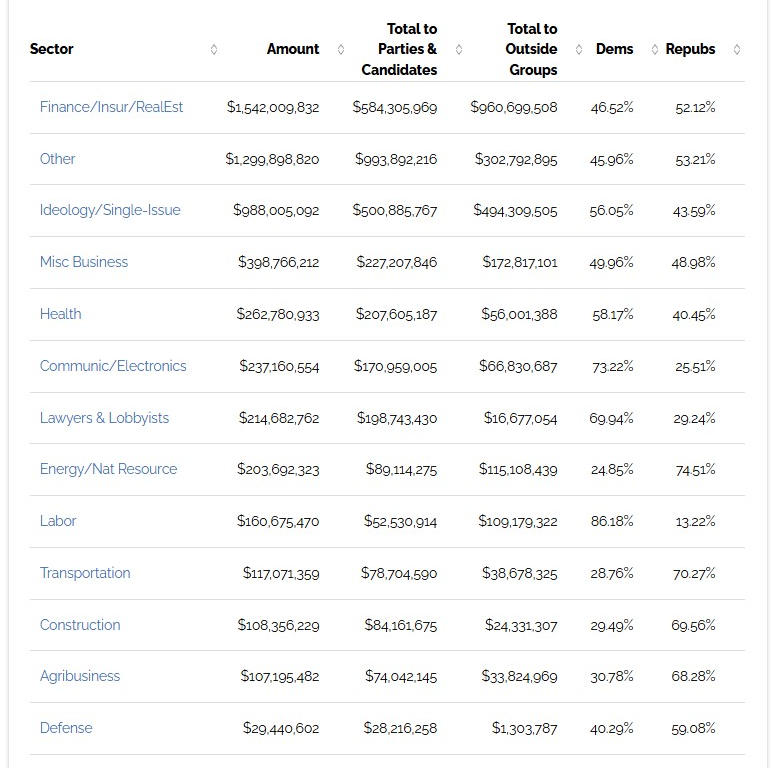 Sector Amount Total to Parties & Candidates Total to Outside Groups Dems Repubs
Finance/Insur/RealEst $1,542,009,832 $584,305,969 $960,699,508 46.52% 52.12%
Other $1,299,898,820 $993,892,216 $302,792,895 45.96% 53.21%
Ideology/Single-Issue $988,005,092 $500,885,767 $494,309,505 56.05% 43.59%
Misc Business $398,766,212 $227,207,846 $172,817,101 49.96% 48.98%
Health $262,780,933 $207,605,187 $56,001,388 58.17% 40.45%
Communic/Electronics $237,160,554 $170,959,005 $66,830,687 73.22% 25.51%
Lawyers & Lobbyists $214,682,762 $198,743,430 $16,677,054 69.94% 29.24%
Energy/Nat Resource $203,692,323 $89,114,275 $115,108,439 24.85% 74.51%
Labor $160,675,470 $52,530,914 $109,179,322 86.18% 13.22%
Transportation $117,071,359 $78,704,590 $38,678,325 28.76% 70.27%
Construction $108,356,229 $84,161,675 $24,331,307 29.49% 69.56%
Agribusiness $107,195,482 $74,042,145 $33,824,969 30.78% 68.28%
Defense $29,440,602 $28,216,258 $1,303,787 40.29% 59.08%